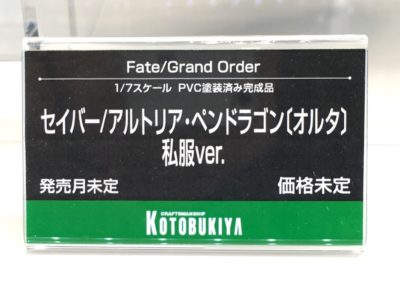 Fate/Grand Order
1/7スケール PVC塗装済み完成品
セイバー/アルトリア・ペンドラゴン〔オルタ〕
私服ver.
発売月未定 価格未定
CRAFTSMANSHIP
KOTOBUKIYA